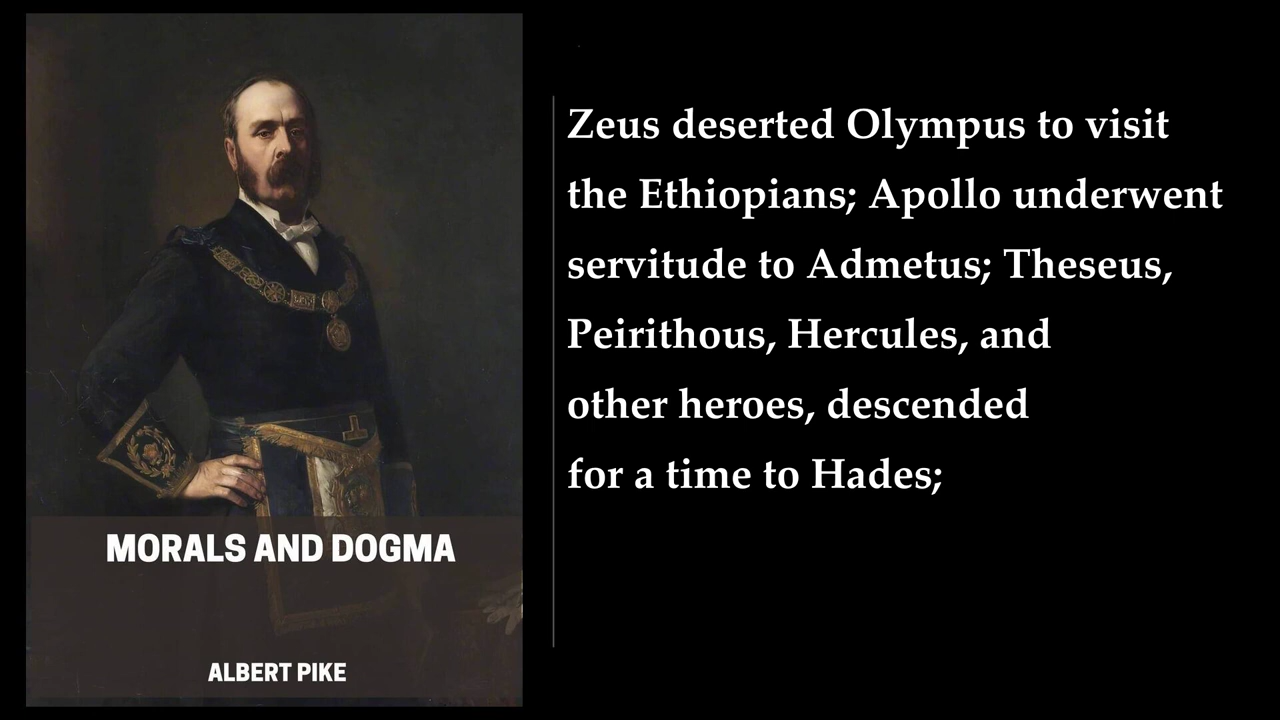 MORALS AND DOGMA
ALBERT PIKE
Zeus deserted Olympus to visit
the Ethiopians; Apollo underwent
servitude to Admetus; Theseus,
Peirithous, Hercules, and
other heroes, descended
for a time to Hades;